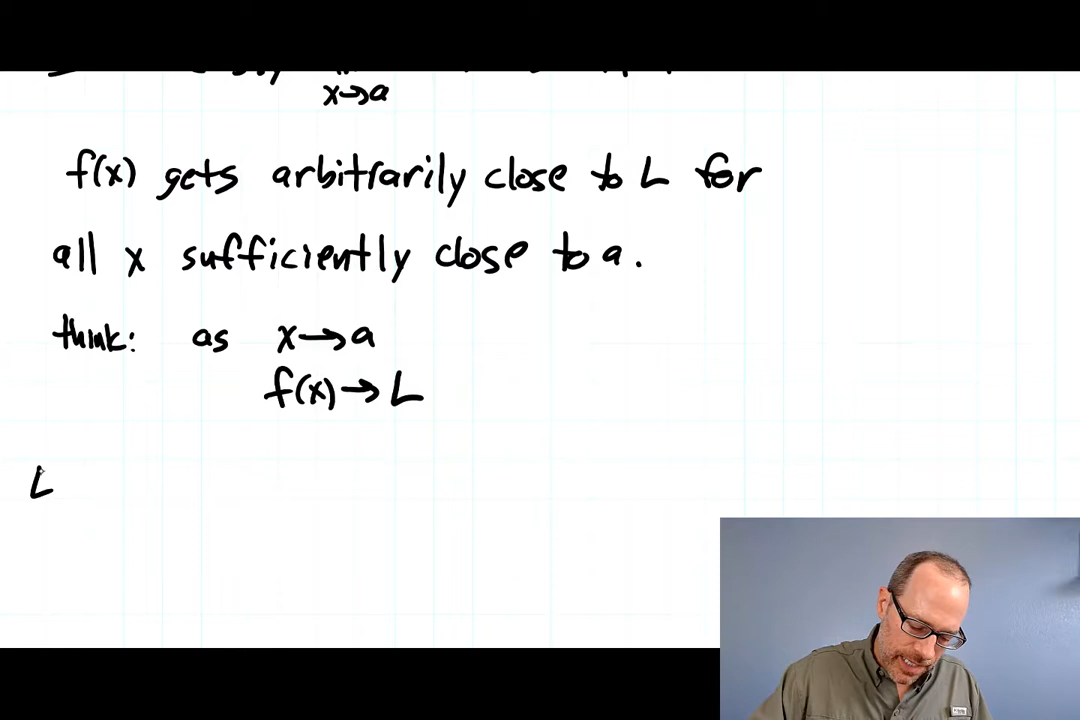 x→a
f(x) gets arbitrarily close to L for
all x sufficiently close to a.
think: as x→a
f(x)→L
L